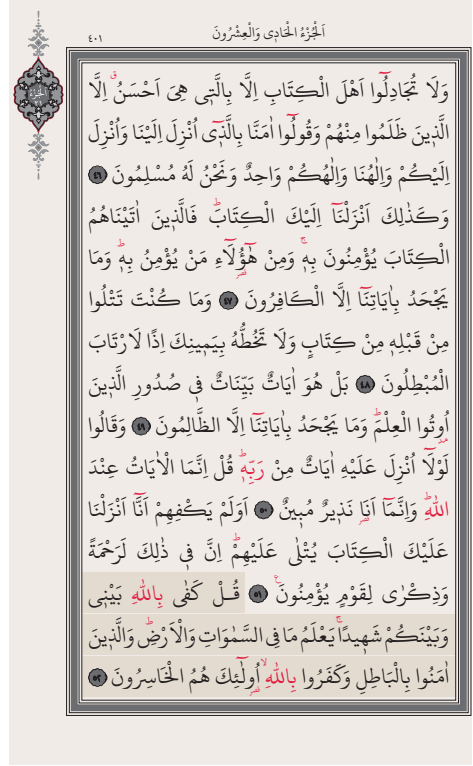 اَلْجُزْءُ الْحَادِي وَالْعِشْرُونَ
٤٠١
وَلَا تُجَادِلُٓوا اَهْلَ الْكِتَابِ اِلَّا بِالَّتٖي هِيَ اَحْسَنُۗ اِلَّا
الَّذٖينَ ظَلَمُوا مِنْهُمْ وَقُولُٓوا اٰمَنَّا بِالَّذٖٓي اُنْزِلَ اِلَيْنَا وَاُنْزِلَ
اِلَيْكُمْ وَاِلٰهُنَا وَاِلٰهُكُمْ وَاحِدٌ وَنَحْنُ لَهُ مُسْلِمُونَ ٤٦
وَكَذٰلِكَ اَنْزَلْنَٓا اِلَيْكَ الْكِتَابَۜ فَالَّذٖينَ اٰتَيْنَاهُمُ
الْكِتَابَ يُؤْمِنُونَ بِهٖۚ وَمِنْ هٰٓؤُ۬لَٓاءِ مَنْ يُؤْمِنُ بِهٖۜ وَمَا
يَجْحَدُ بِاٰيَاتِنَٓا اِلَّا الْكَافِرُونَ ٤٧ وَمَا كُنْتَ تَتْلُوا
مِنْ قَبْلِهٖ مِنْ كِتَابٍ وَلَا تَخُطُّهُ بِيَمٖينِكَ اِذًا لَارْتَابَ
الْمُبْطِلُونَ ٤٨ بَلْ هُوَ اٰيَاتٌ بَيِّنَاتٌ فٖي صُدُورِ الَّذٖينَ
اُو۫تُوا الْعِلْمَۜ وَمَا يَجْحَدُ بِاٰيَاتِنَٓا اِلَّا الظَّالِمُونَ ٤٩ وَقَالُوا
لَوْلَٓا اُنْزِلَ عَلَيْهِ اٰيَاتٌ مِنْ رَبِّهٖۜ قُلْ اِنَّمَا الْاٰيَاتُ عِنْدَ
اللّٰهِۜ وَاِنَّمَٓا اَنَا۬ نَذٖيرٌ مُبٖينٌ ٥٠ اَوَلَمْ يَكْفِهِمْ اَنَّٓا اَنْزَلْنَا
عَلَيْكَ الْكِتَابَ يُتْلٰى عَلَيْهِمْۜ اِنَّ فٖي ذٰلِكَ لَرَحْمَةً
وَذِكْرٰى لِقَوْمٍ يُؤْمِنُونَ۟ ٥١ قُلْ كَفٰى بِاللّٰهِ بَيْنٖي
وَبَيْنَكُمْ شَهٖيدًاۚ يَعْلَمُ مَا فِي السَّمٰوَاتِ وَالْاَرْضِۜ وَالَّذٖينَ
اٰمَنُوا بِالْبَاطِلِ وَكَفَرُوا بِاللّٰهِۙ اُو۬لٰٓئِكَ هُمُ الْخَاسِرُونَ ٥٢